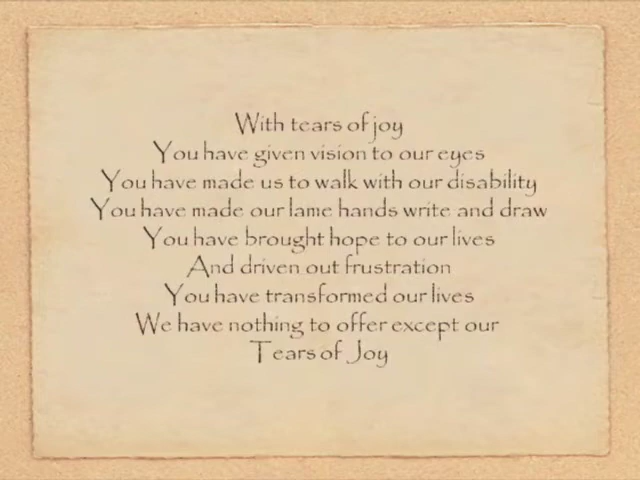 With tears of joy
You have given vision to our eyes
You have made us to walk with our disability
You have made our lame hands write and draw
You have brought hope to our lives
And driven out frustration
You have transformed our lives
We have nothing to offer except our
Tears of Joy